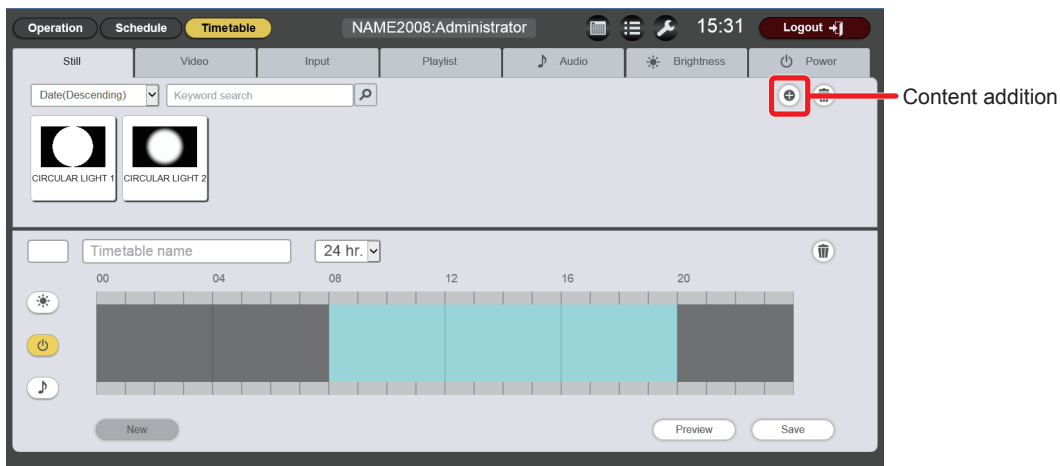 Operation Schedule Timetable NAME2008:Administrator 15:31 Logout
Still Video Input Playlist Audio Brightness Power
Date(Descending) Keyword search
Content addition
CIRCULAR LIGHT 1 CIRCULAR LIGHT 2
Timetable name 24 hr.
00 04 08 12 16 20
New Preview Save